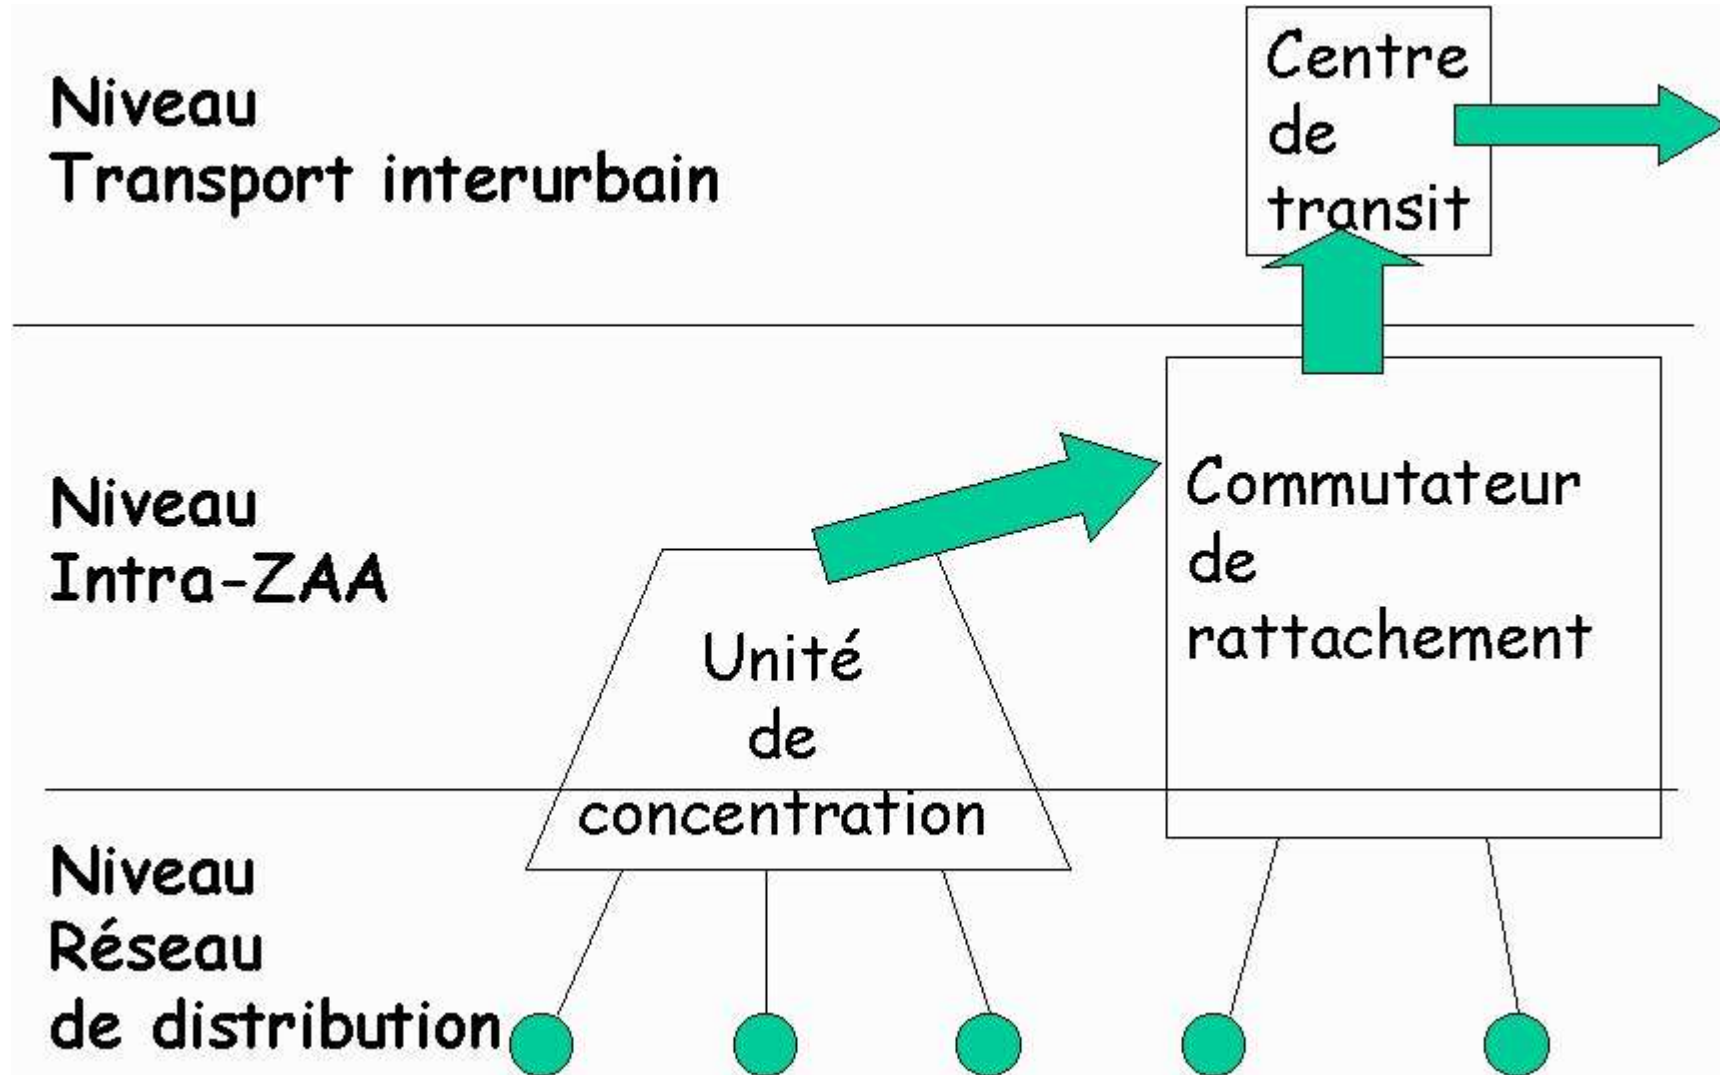 Niveau
Transport interurbain
Centre
de
transit
Niveau
Intra-ZAA
Unité
de
concentration
Commutateur
de
rattachement
Niveau
Réseau
de distribution